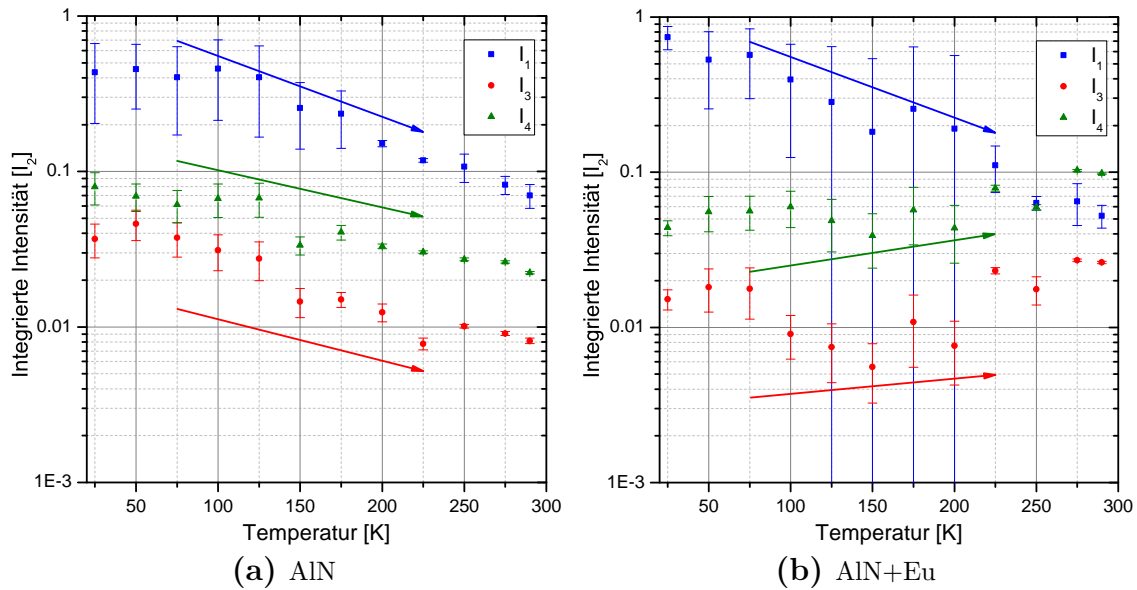 1
0.1
0.01
1E-3
Integrierte Intensität [I₂]
I₁
I₃
I₄
50 100 150 200 250 300
Temperatur [K]
(a) AlN
1
0.1
0.01
1E-3
Integrierte Intensität [I₂]
I₁
I₃
I₄
50 100 150 200 250 300
Temperatur [K]
(b) AlN+Eu